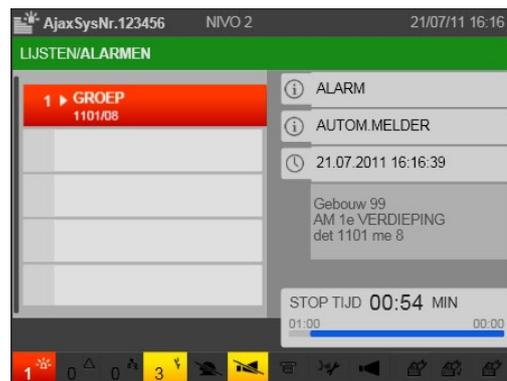 AjaxSysNr.123456 NIVO 2 21/07/11 16:16
LIJSTEN/ALARMEN
1 GROEP
1101/08
ALARM
AUTOM.MELDER
21.07.2011 16:16:39
Gebouw 99
AM 1e VERDIEPING
det 1101 me 8
STOP TIJD 00:54 MIN
01:00 00:00
1 0 0 3